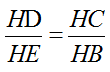 HD/HE = HC/HB